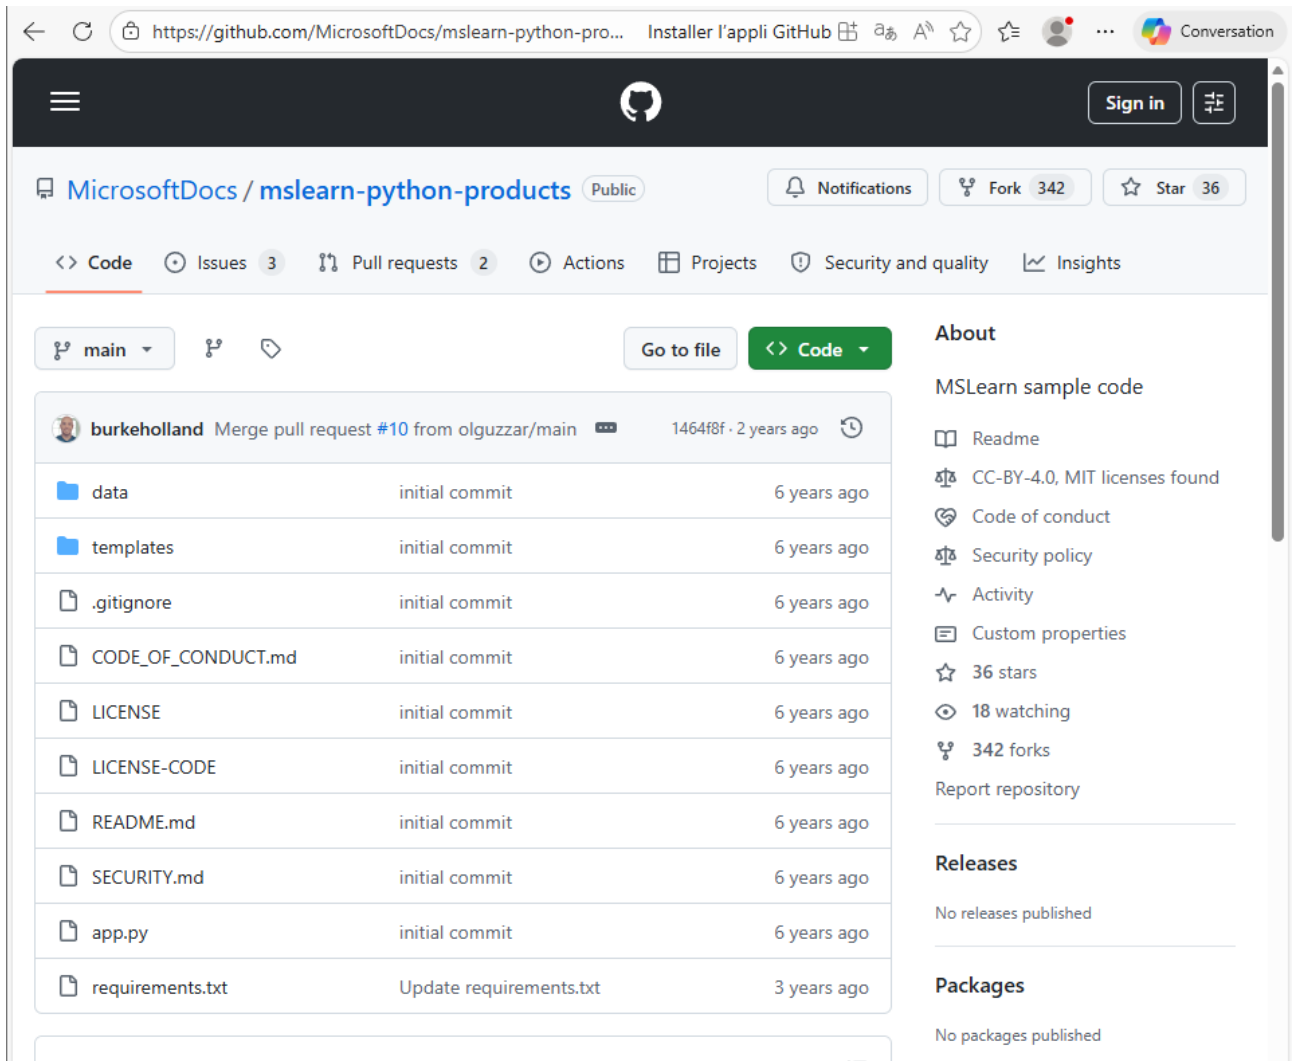 https://github.com/MicrosoftDocs/mslearn-python-pro... Installer l'appli GitHub Conversation
Sign in
MicrosoftDocs / mslearn-python-products Public Notifications Fork 342 Star 36
Code Issues 3 Pull requests 2 Actions Projects Security and quality Insights
main Go to file Code
burkeholland Merge pull request #10 from olguzzar/main 1464f8f · 2 years ago
data initial commit 6 years ago
templates initial commit 6 years ago
.gitignore initial commit 6 years ago
CODE_OF_CONDUCT.md initial commit 6 years ago
LICENSE initial commit 6 years ago
LICENSE-CODE initial commit 6 years ago
README.md initial commit 6 years ago
SECURITY.md initial commit 6 years ago
app.py initial commit 6 years ago
requirements.txt Update requirements.txt 3 years ago
About
MSLearn sample code
Readme
CC-BY-4.0, MIT licenses found
Code of conduct
Security policy
Activity
Custom properties
36 stars
18 watching
342 forks
Report repository
Releases
No releases published
Packages
No packages published